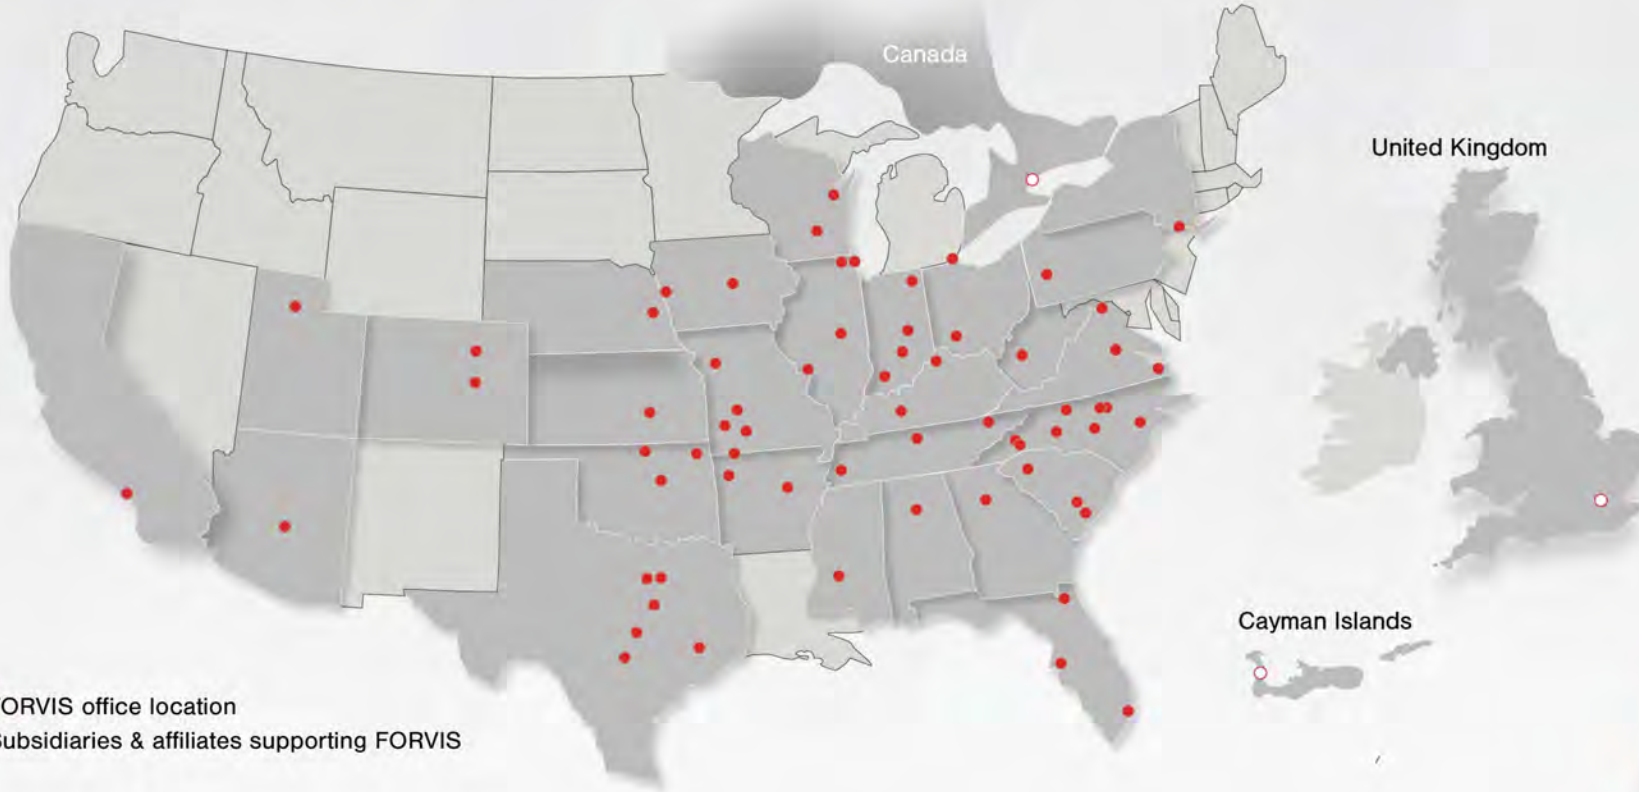 Canada
United Kingdom
Cayman Islands
ORVIS office location
ubsidiaries & affiliates supporting FORVIS